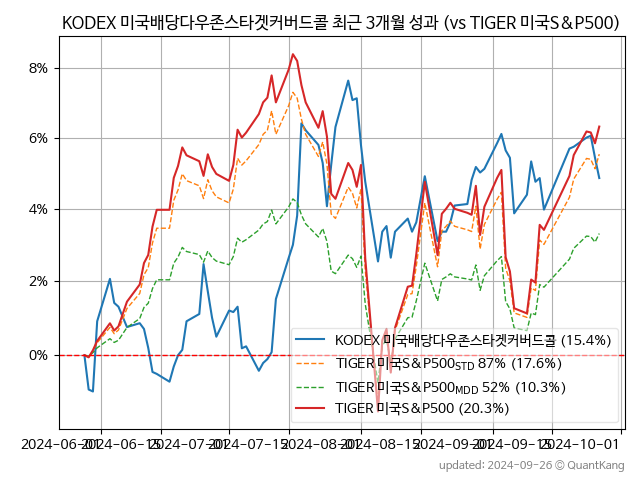 KODEX 미국배당다우존스타겟커버드콜 최근 3개월 성과 (vs TIGER 미국S&P500)
8%
6%
4%
2%
0%
KODEX 미국배당다우존스타겟커버드콜 (15.4%)
TIGER 미국S&P500STD 87% (17.6%)
TIGER 미국S&P500MDD 52% (10.3%)
TIGER 미국S&P500 (20.3%)
2024-06-01 2024-06-15 2024-07-01 2024-07-15 2024-08-01 2024-08-15 2024-09-01 2024-09-15 2024-10-01
updated: 2024-09-26 © QuantKang